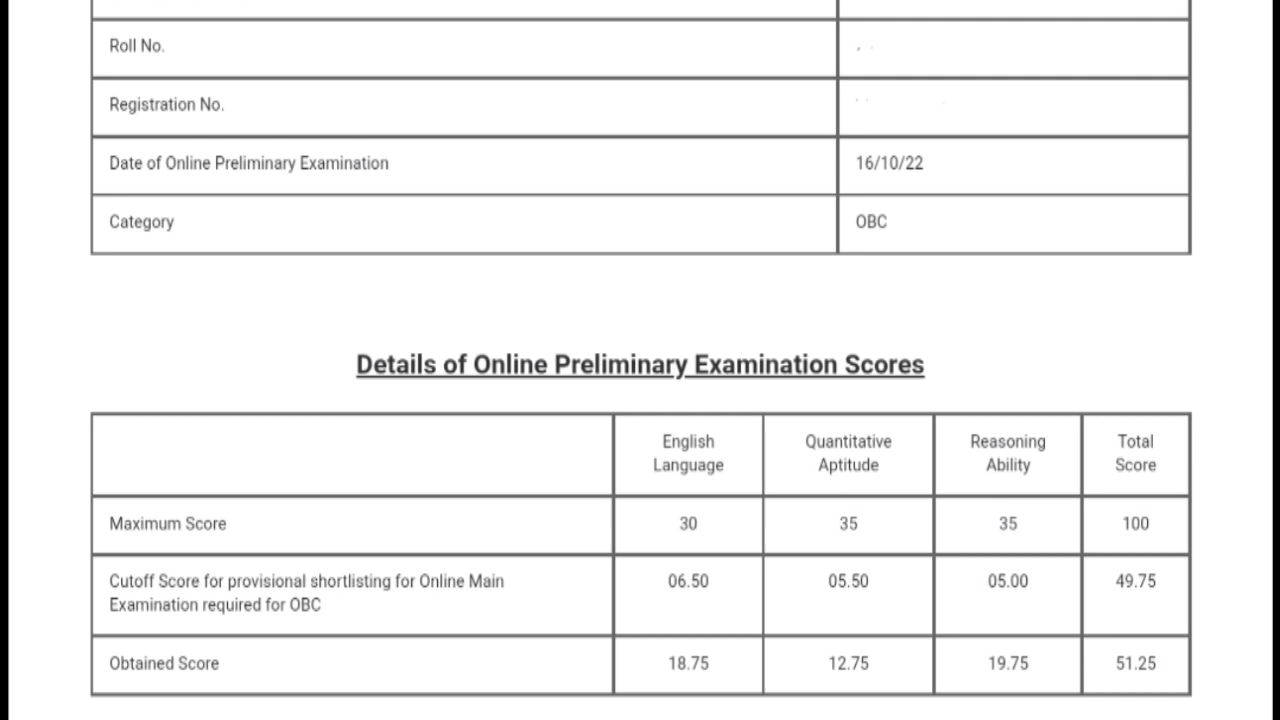 Roll No.
Registration No.
Date of Online Preliminary Examination 16/10/22
Category OBC
Details of Online Preliminary Examination Scores
English Language Quantitative Aptitude Reasoning Ability Total Score
Maximum Score 30 35 35 100
Cutoff Score for provisional shortlisting for Online Main
Examination required for OBC 06.50 05.50 05.00 49.75
Obtained Score 18.75 12.75 19.75 51.25